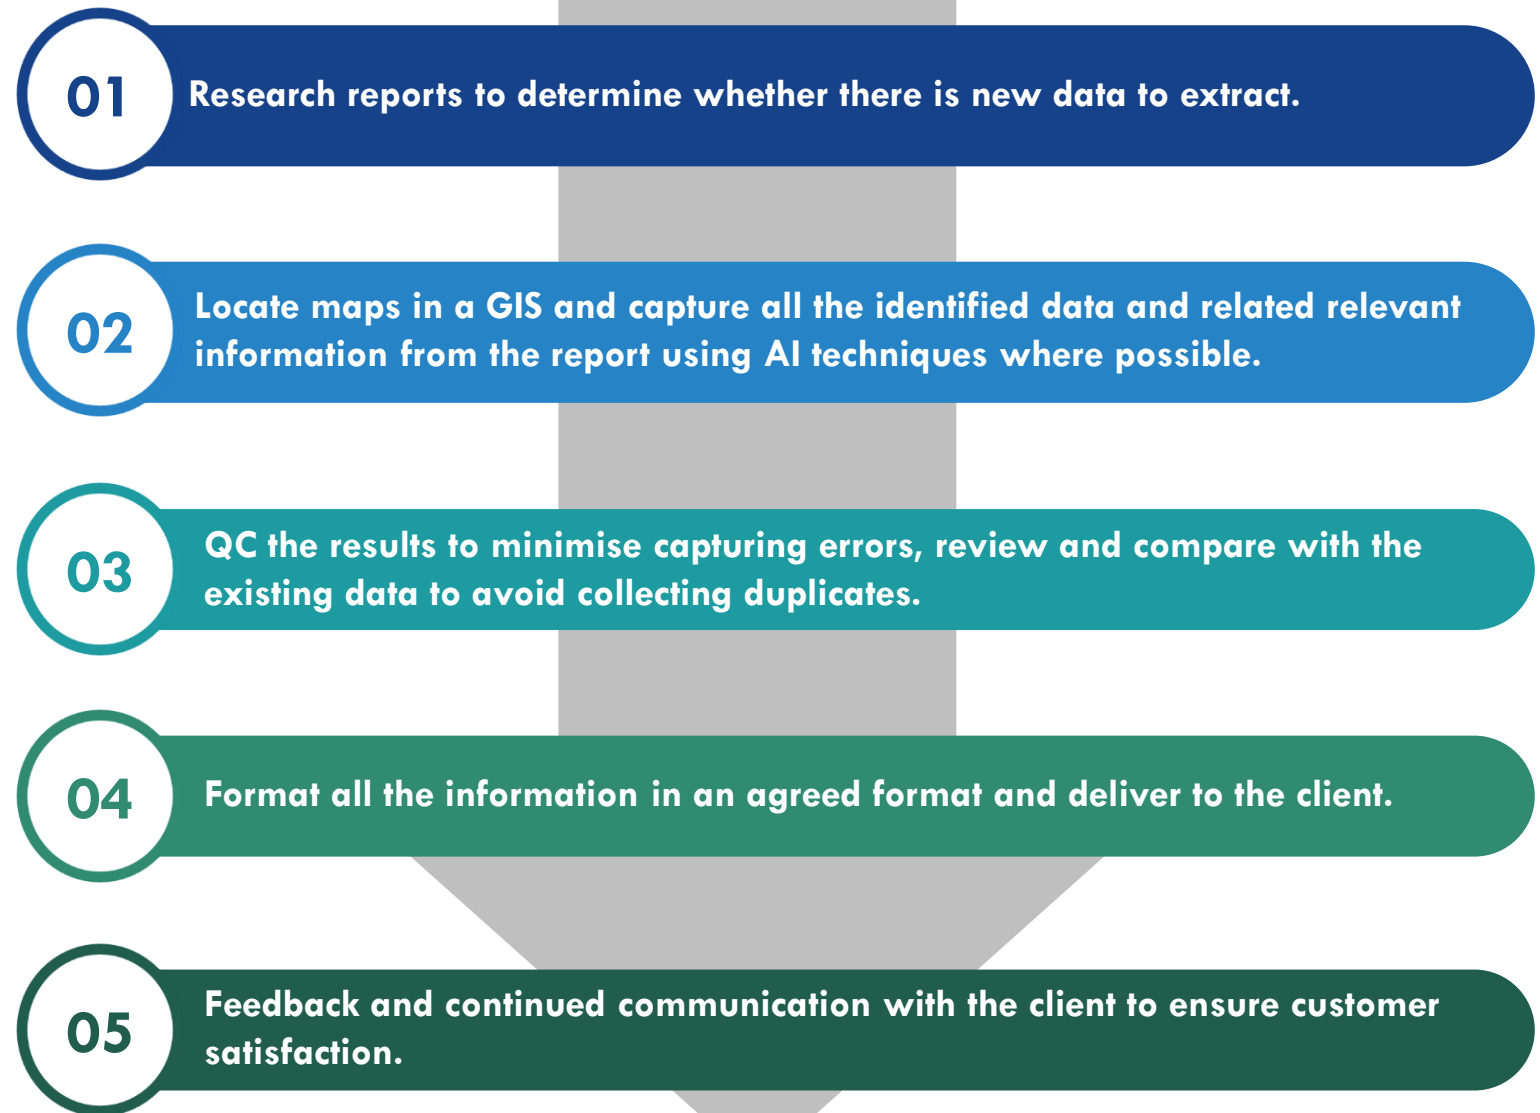 01
Research reports to determine whether there is new data to extract.
02
Locate maps in a GIS and capture all the identified data and related relevant
information from the report using AI techniques where possible.
03
QC the results to minimise capturing errors, review and compare with the
existing data to avoid collecting duplicates.
04
Format all the information in an agreed format and deliver to the client.
05
Feedback and continued communication with the client to ensure customer
satisfaction.